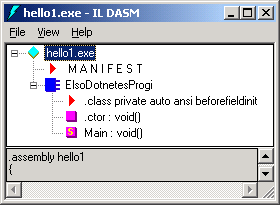 hello1.exe - IL DASM
File View Help
hello1.exe
M A N I F E S T
ElsoDotnetesProgi
.class private auto ansi beforefieldinit
.ctor : void()
S
Main : void()
.assembly hello1
{